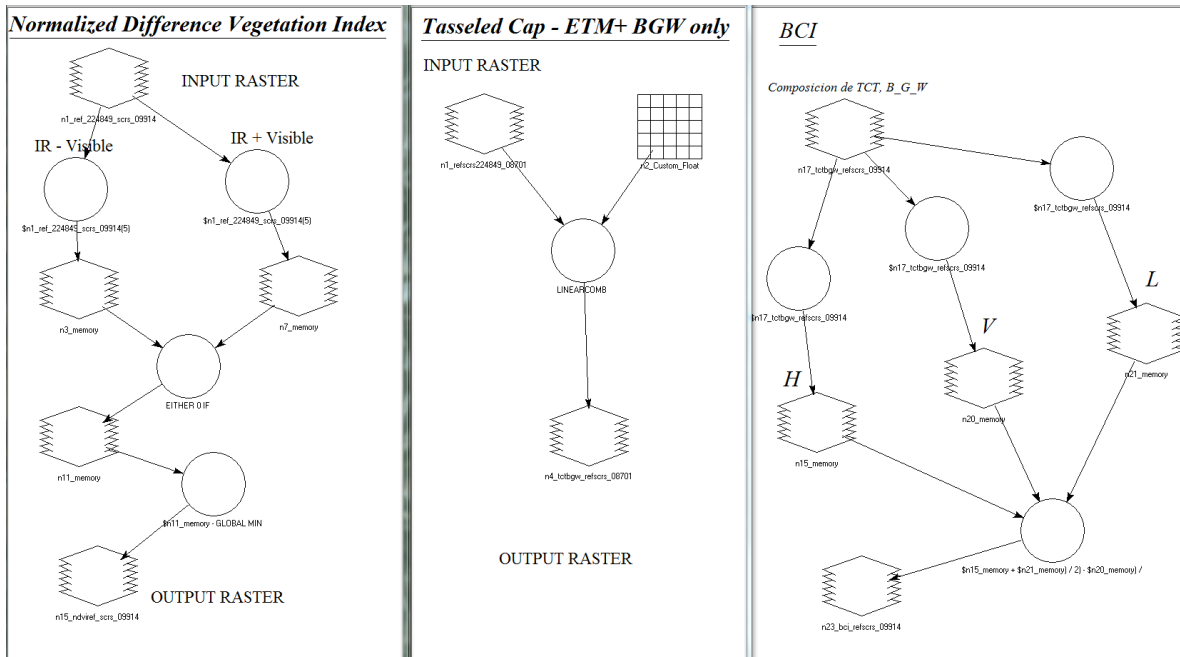 Normalized Difference Vegetation Index
INPUT RASTER
n1_ref_224849_scrs_09914
IR - Visible
IR + Visible
$n1_ref_224849_scrs_09914(5)
$n1_ref_224849_scrs_09914(5)
n3_memory
n7_memory
EITHER 0 IF
n11_memory
$n11_memory - GLOBAL MIN
OUTPUT RASTER
n15_ndviref_scrs_09914
Tasseled Cap - ETM+ BGW only
INPUT RASTER
n1_refscrs224849_08701
n2_Custom_Float
LINEARCOMB
n4_tctbgw_refscrs_08701
OUTPUT RASTER
BCI
Composicion de TCT, B_G_W
n17_tctbgw_refscrs_09914
$n17_tctbgw_refscrs_09914
$n17_tctbgw_refscrs_09914
$n17_tctbgw_refscrs_09914
L
V
H
n21_memory
n20_memory
n15_memory
$n15_memory + $n21_memory) / 2) - $n20_memory) /
n23_bci_refscrs_09914